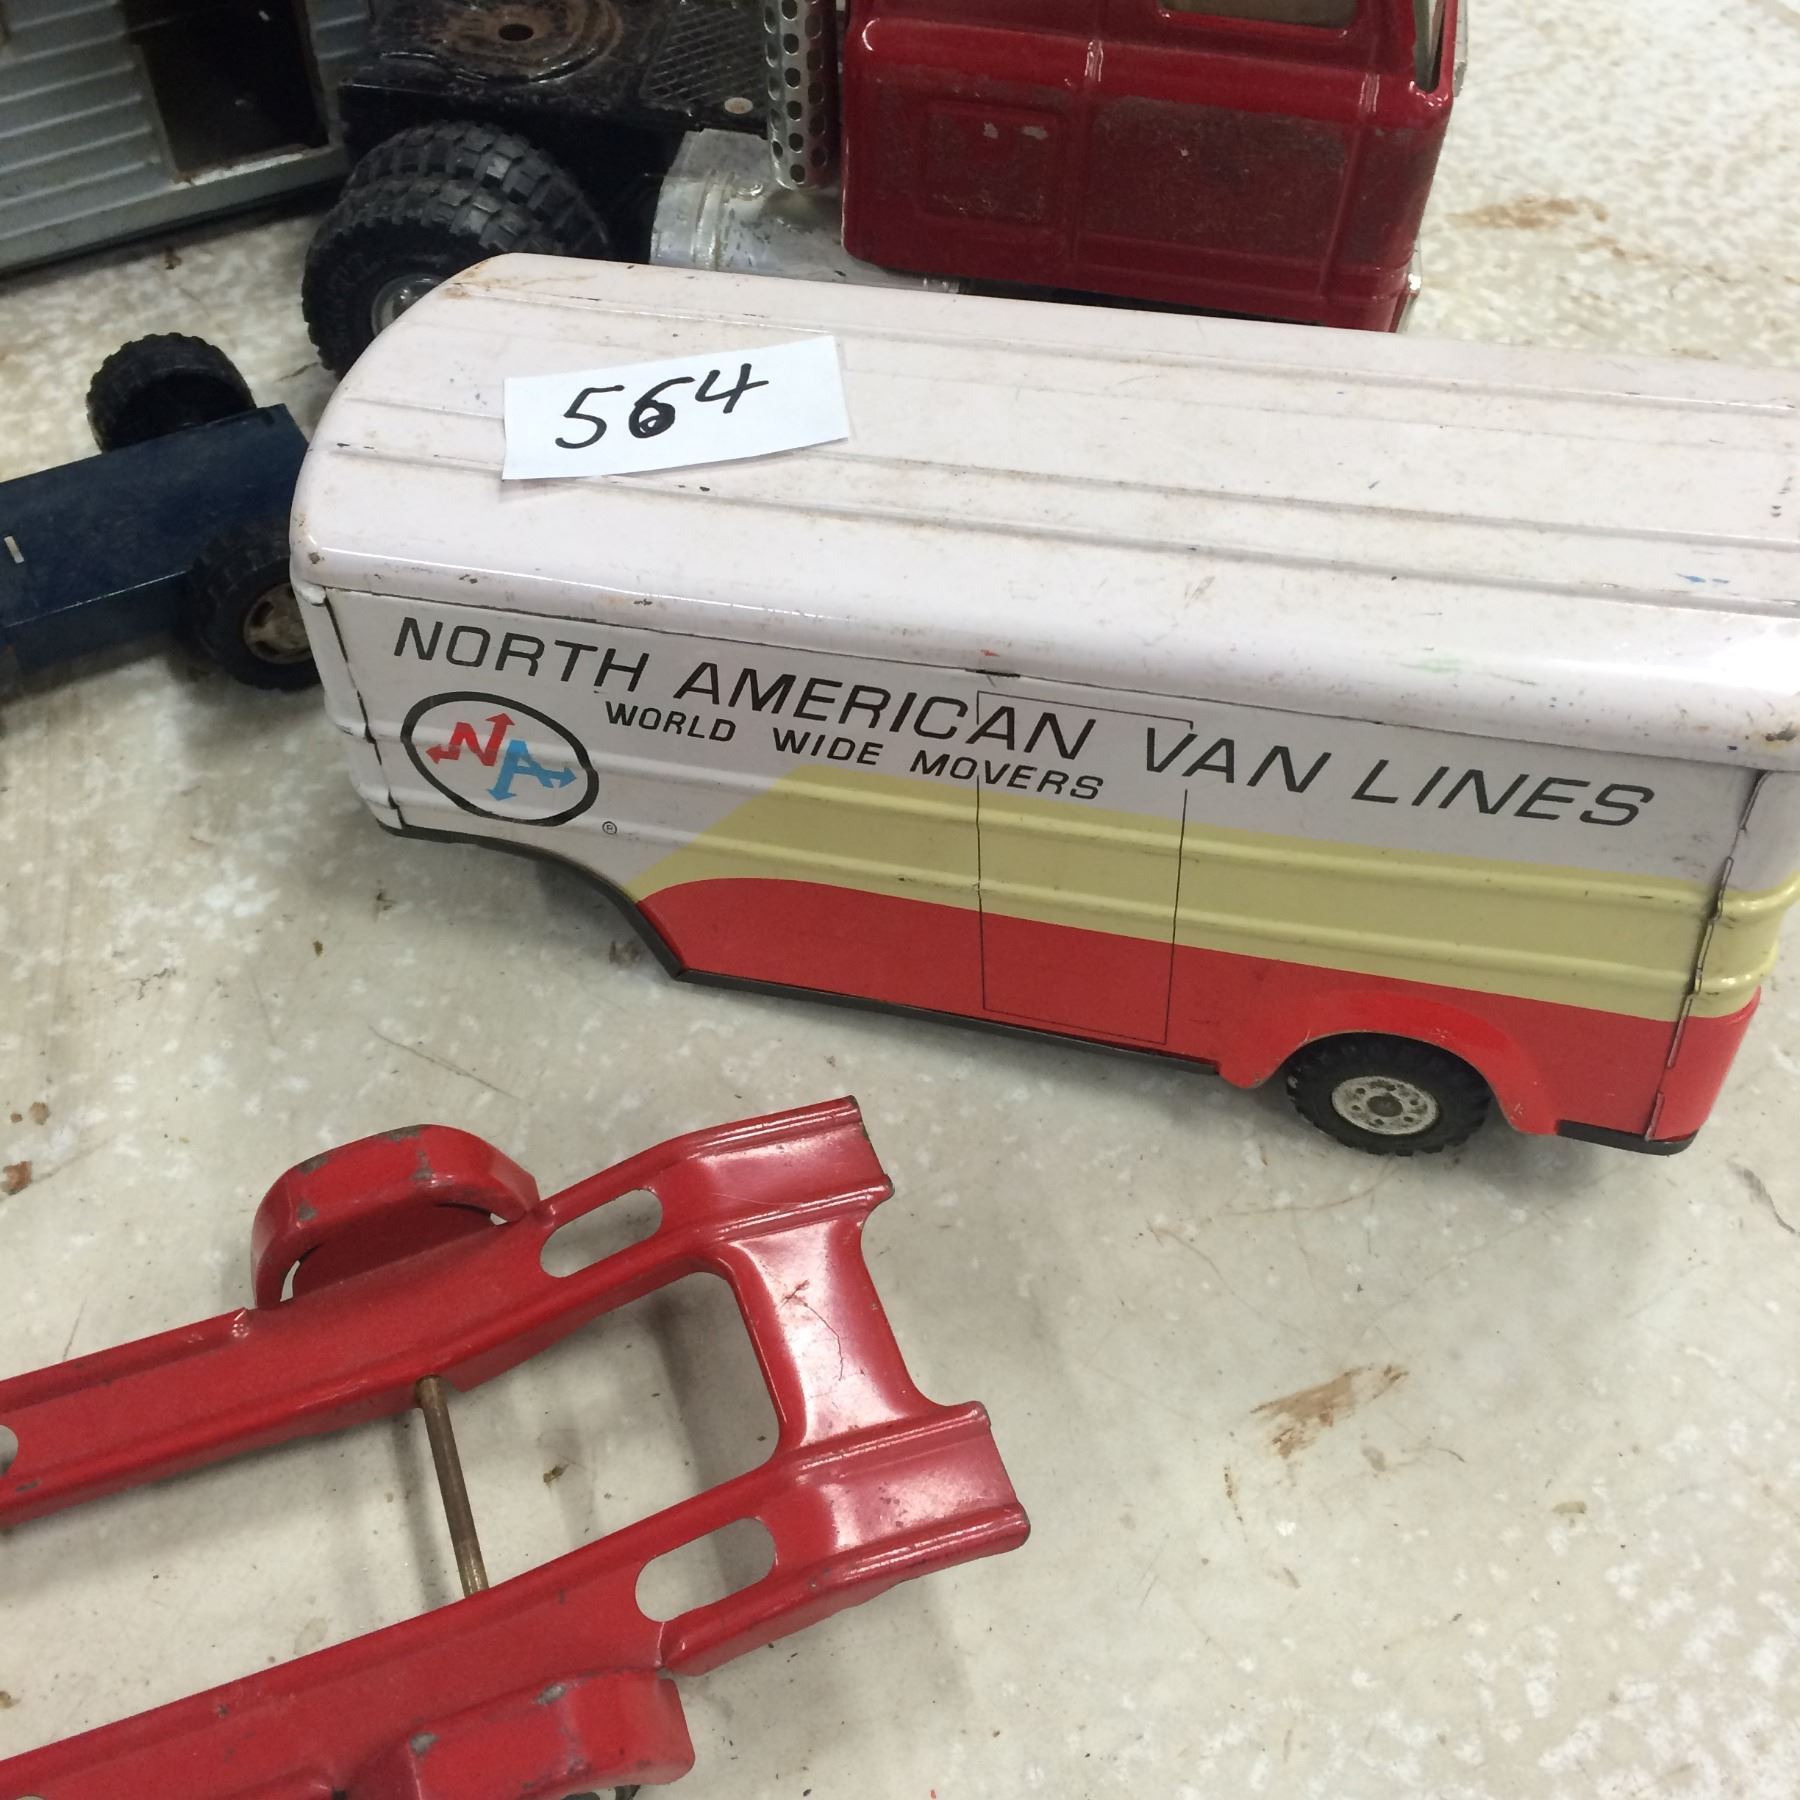 564
NORTH AMERICAN VAN LINES
WORLD WIDE MOVERS
NA
®